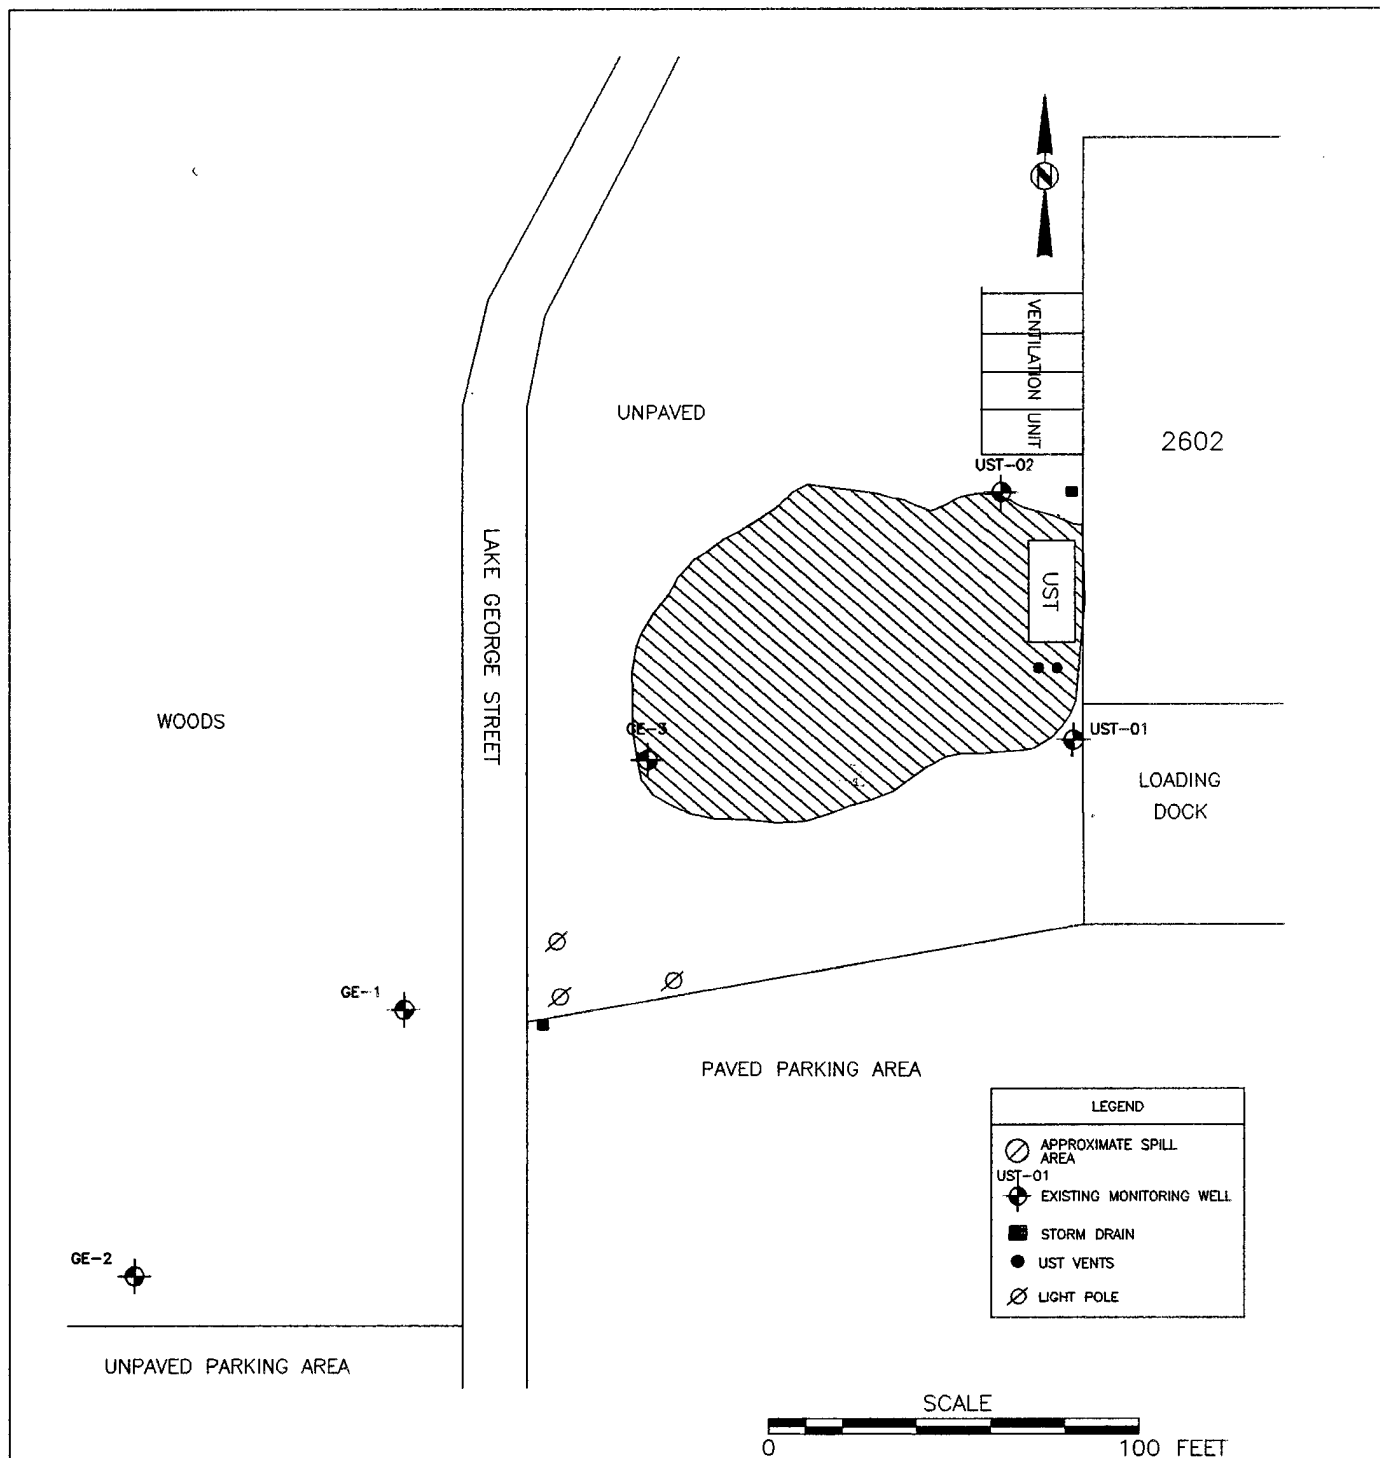 N
VENTILATION UNIT
UNPAVED
2602
UST-02
LAKE GEORGE STREET
UST
WOODS
GE-3
UST-01
LOADING
DOCK
GE-1
PAVED PARKING AREA
LEGEND
APPROXIMATE SPILL
AREA
UST-01
EXISTING MONITORING WELL
STORM DRAIN
UST VENTS
LIGHT POLE
GE-2
UNPAVED PARKING AREA
SCALE
0 100 FEET